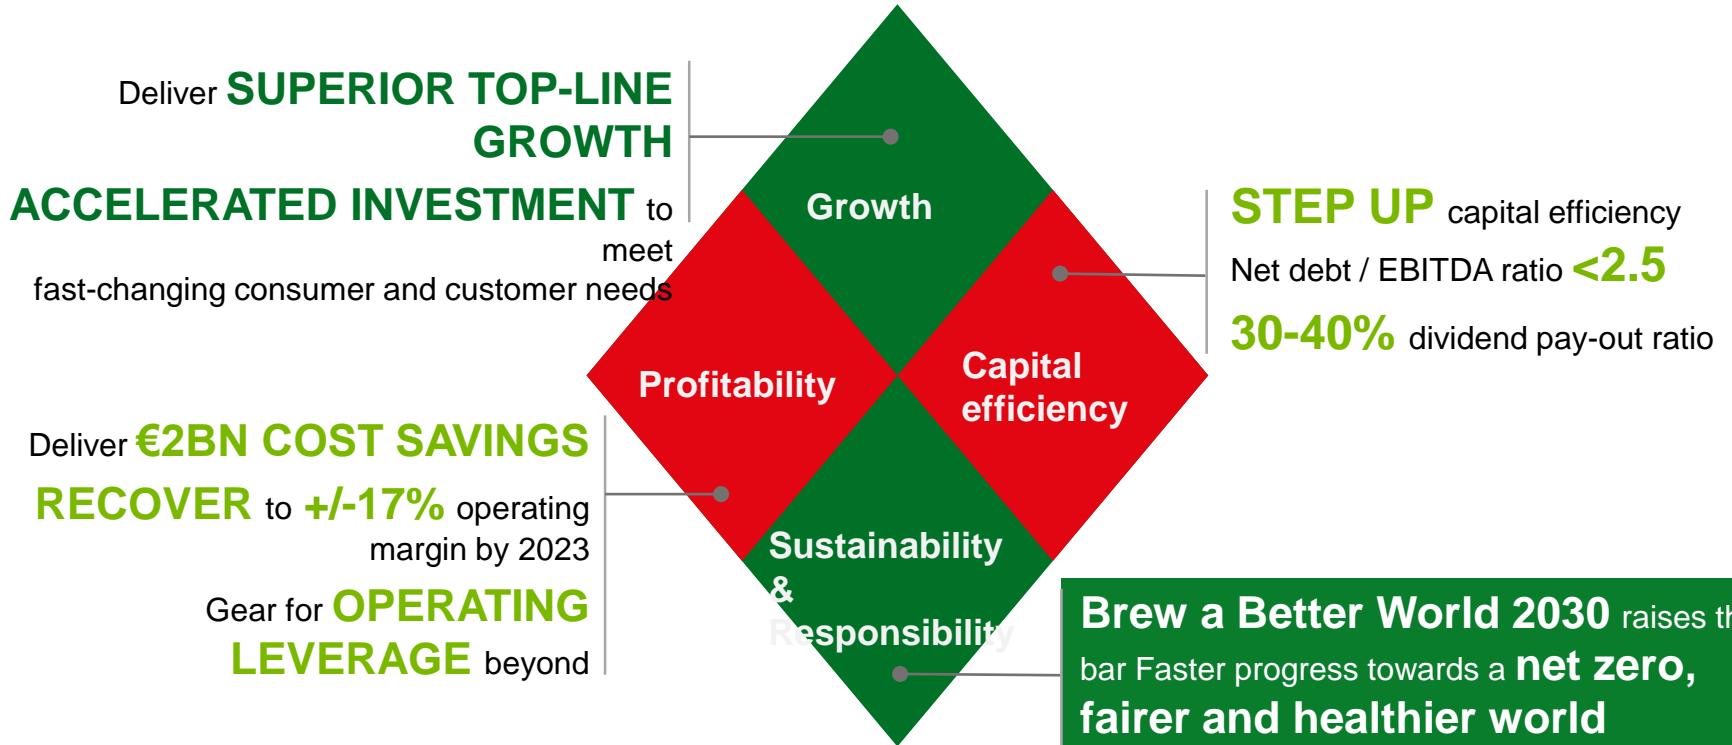 Deliver SUPERIOR TOP-LINE
GROWTH
ACCELERATED INVESTMENT to
meet
fast-changing consumer and customer needs
Growth
STEP UP capital efficiency
Net debt / EBITDA ratio <2.5
30-40% dividend pay-out ratio
Profitability
Capital
efficiency
Deliver €2BN COST SAVINGS
RECOVER to +/-17% operating
margin by 2023
Gear for OPERATING
LEVERAGE beyond
Sustainability
&
Responsibility
Brew a Better World 2030 raises
bar Faster progress towards a net zero,
fairer and healthier world